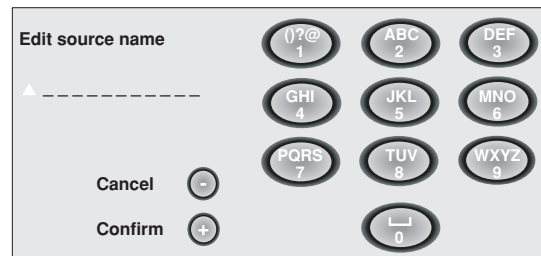 Edit source name
()?@ ABC DEF
1 2 3
GHI JKL MNO
4 5 6
PQRS TUV WXYZ
7 8 9
Cancel -
Confirm +
0